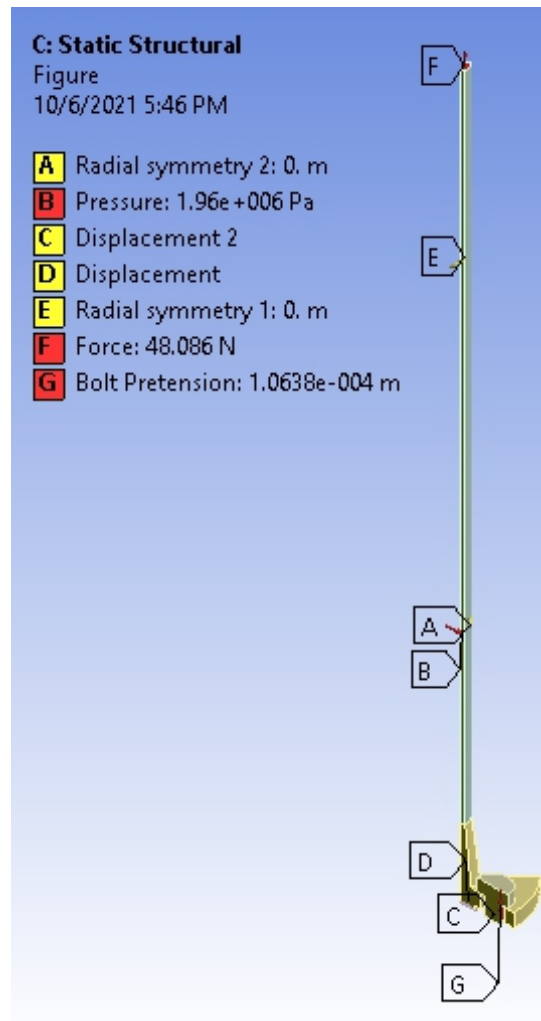 C: Static Structural
Figure
10/6/2021 5:46 PM
A Radial symmetry 2: 0. m
B Pressure: 1.96e+006 Pa
C Displacement 2
D Displacement
E Radial symmetry 1: 0. m
F Force: 48.086 N
G Bolt Pretension: 1.0638e-004 m
F
E
A
B
D
C
G